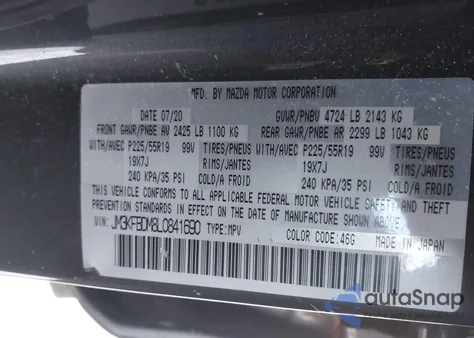 MFD. BY MAZDA MOTOR CORPORATION
DATE 07/20 GVWR/PNBV 4724 LB 2143 KG
FRONT GAWR/PNBE AV 2425 LB 1100 KG REAR GAWR/PNBE AR 2299 LB 1043 KG
WITH/AVEC P225/55R19 99V TIRES/PNEUS WITH/AVEC P225/55R19 99V TIRES/PNEUS
19X7J RIMS/JANTES 19X7J RIMS/JANTES
240 KPA/35 PSI COLD/A FROID 240 KPA/35 PSI COLD/A FROID
THIS VEHICLE CONFORMS TO ALL APPLICABLE FEDERAL MOTOR VEHICLE SAFETY AND THEFT
PREVENTION STANDARDS IN EFFECT ON THE DATE OF MANUFACTURE SHOWN ABOVE.
VIN: JM3KFBDM8L0841690 TYPE:MPV COLOR CODE:46G MADE IN JAPAN
autoSnap